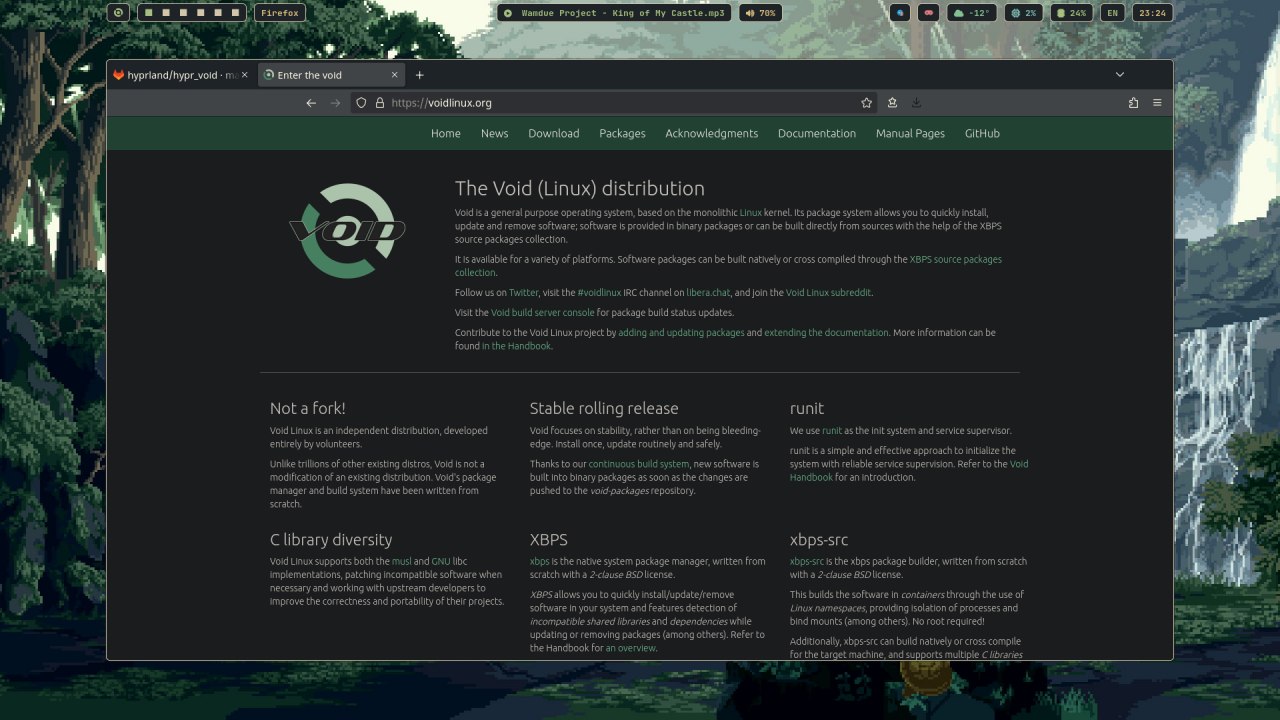 Firefox
Wamdue Project - King of My Castle.mp3
70%
-12°
2%
24%
EN
23:24
hyprland/hypr_void · ma
Enter the void
https://voidlinux.org
Home News Download Packages Acknowledgments Documentation Manual Pages GitHub
VOID
The Void (Linux) distribution
Void is a general purpose operating system, based on the monolithic Linux kernel. Its package system allows you to quickly install,
update and remove software; software is provided in binary packages or can be built directly from sources with the help of the XBPS
source packages collection.
It is available for a variety of platforms. Software packages can be built natively or cross compiled through the XBPS source packages
collection.
Follow us on Twitter, visit the #voidlinux IRC channel on libera.chat, and join the Void Linux subreddit.
Visit the Void build server console for package build status updates.
Contribute to the Void Linux project by adding and updating packages and extending the documentation. More information can be
found in the Handbook.
Not a fork!
Void Linux is an independent distribution, developed
entirely by volunteers.
Unlike trillions of other existing distros, Void is not a
modification of an existing distribution. Void's package
manager and build system have been written from
scratch.
Stable rolling release
Void focuses on stability, rather than on being bleeding-
edge. Install once, update routinely and safely.
Thanks to our continuous build system, new software is
built into binary packages as soon as the changes are
pushed to the void-packages repository.
runit
We use runit as the init system and service supervisor.
runit is a simple and effective approach to initialize the
system with reliable service supervision. Refer to the Void
Handbook for an introduction.
C library diversity
Void Linux supports both the musl and GNU libc
implementations, patching incompatible software when
necessary and working with upstream developers to
improve the correctness and portability of their projects.
XBPS
xbps is the native system package manager, written from
scratch with a 2-clause BSD license.
XBPS allows you to quickly install/update/remove
software in your system and features detection of
incompatible shared libraries and dependencies while
updating or removing packages (among others). Refer to
the Handbook for an overview.
xbps-src
xbps-src is the xbps package builder, written from scratch
with a 2-clause BSD license.
This builds the software in containers through the use of
Linux namespaces, providing isolation of processes and
bind mounts (among others). No root required!
Additionally, xbps-src can build natively or cross compile
for the target machine, and supports multiple C libraries